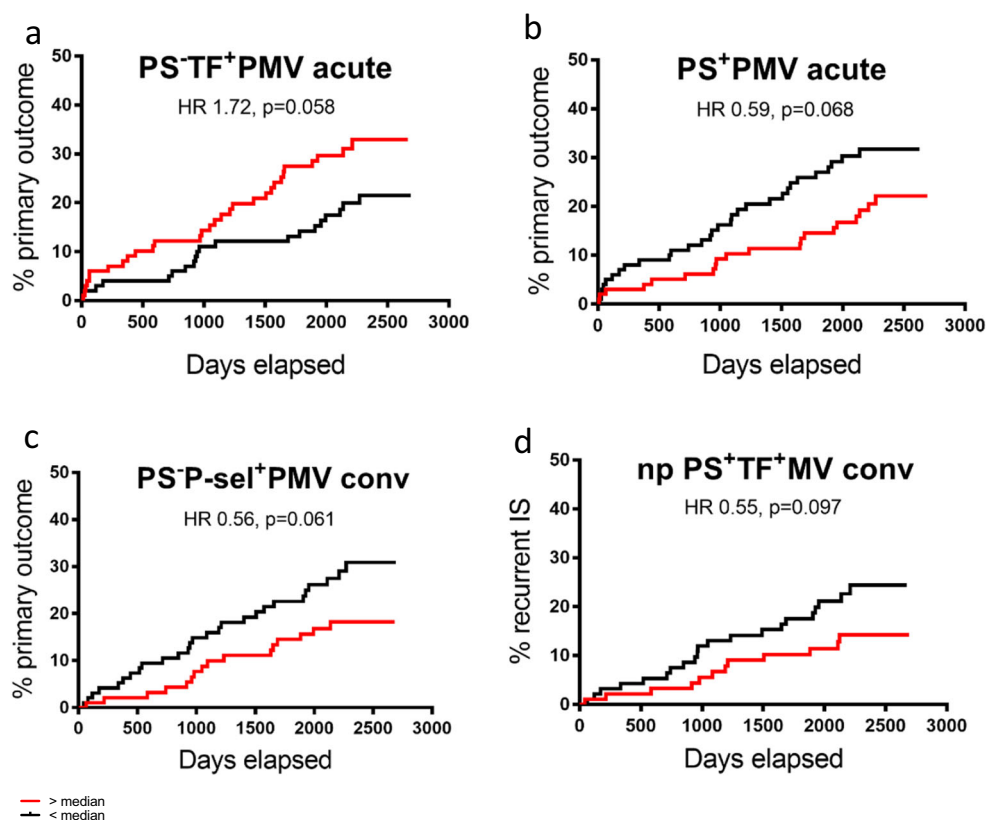 a
PS⁻TF⁺PMV acute
HR 1.72, p=0.058
% primary outcome
50
40
30
20
10
0
0 500 1000 1500 2000 2500 3000
Days elapsed
b
PS⁺PMV acute
HR 0.59, p=0.068
% primary outcome
50
40
30
20
10
0
0 500 1000 1500 2000 2500 3000
Days elapsed
c
PS⁻P-sel⁺PMV conv
HR 0.56, p=0.061
% primary outcome
50
40
30
20
10
0
0 500 1000 1500 2000 2500 3000
Days elapsed
d
np PS⁺TF⁺MV conv
HR 0.55, p=0.097
% recurrent IS
50
40
30
20
10
0
0 500 1000 1500 2000 2500 3000
Days elapsed
> median
< median